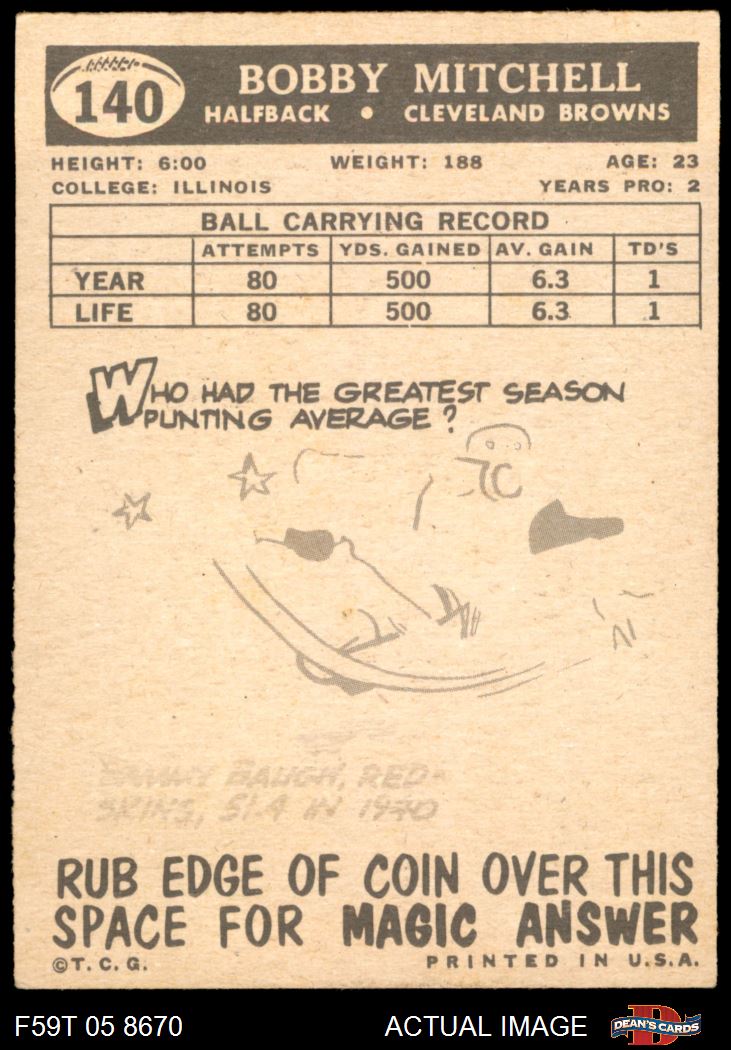 140
BOBBY MITCHELL
HALFBACK • CLEVELAND BROWNS
HEIGHT: 6:00 WEIGHT: 188 AGE: 23
COLLEGE: ILLINOIS YEARS PRO: 2
BALL CARRYING RECORD
ATTEMPTS YDS. GAINED AV. GAIN TD'S
YEAR 80 500 6.3 1
LIFE 80 500 6.3 1
WHO HAD THE GREATEST SEASON
PUNTING AVERAGE?
SAMMY BAUGH, RED-
SKINS, 51.4 IN
RUB EDGE OF COIN OVER THIS
SPACE FOR MAGIC ANSWER
©T. C. G. PRINTED IN U.S.A.
F59T 05 8670 ACTUAL IMAGE D DEAN'S CARDS